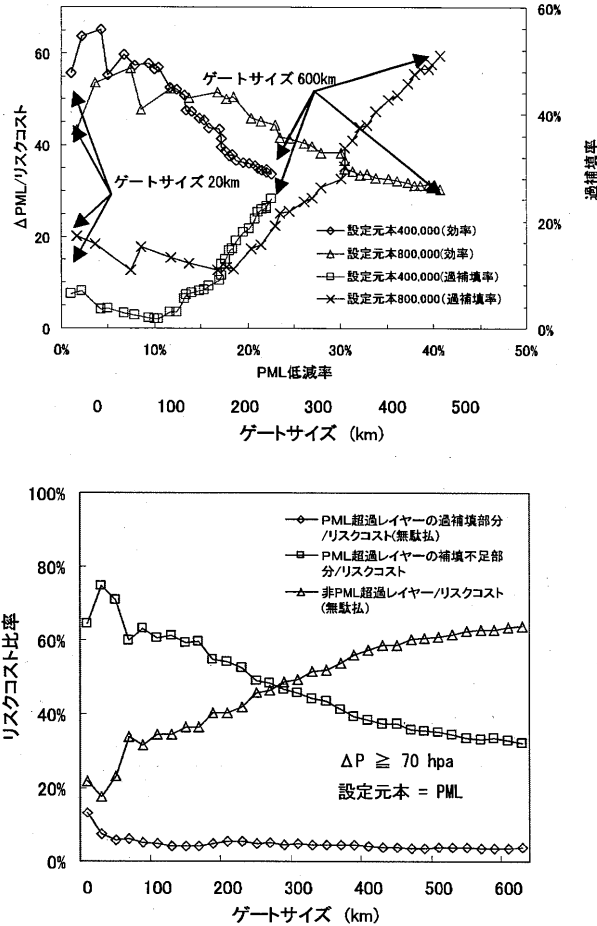 60
40
20
0
ΔPML/リスクコスト
60%
40%
20%
0%
過補填率
ゲートサイズ 600km
ゲートサイズ 20km
設定元本400,000(効率)
設定元本800,000(効率)
設定元本400,000(過補填率)
設定元本800,000(過補填率)
0% 10% 20% 30% 40% 50%
PML低減率
0 100 200 300 400 500
ゲートサイズ (km)
100%
80%
60%
40%
20%
0%
リスクコスト比率
PML超過レイヤーの過補填部分
/リスクコスト(無駄払)
PML超過レイヤーの補填不足部
分/リスクコスト
非PML超過レイヤー/リスクコスト
(無駄払)
ΔP ≧ 70 hpa
設定元本 = PML
0 100 200 300 400 500 600
ゲートサイズ (km)